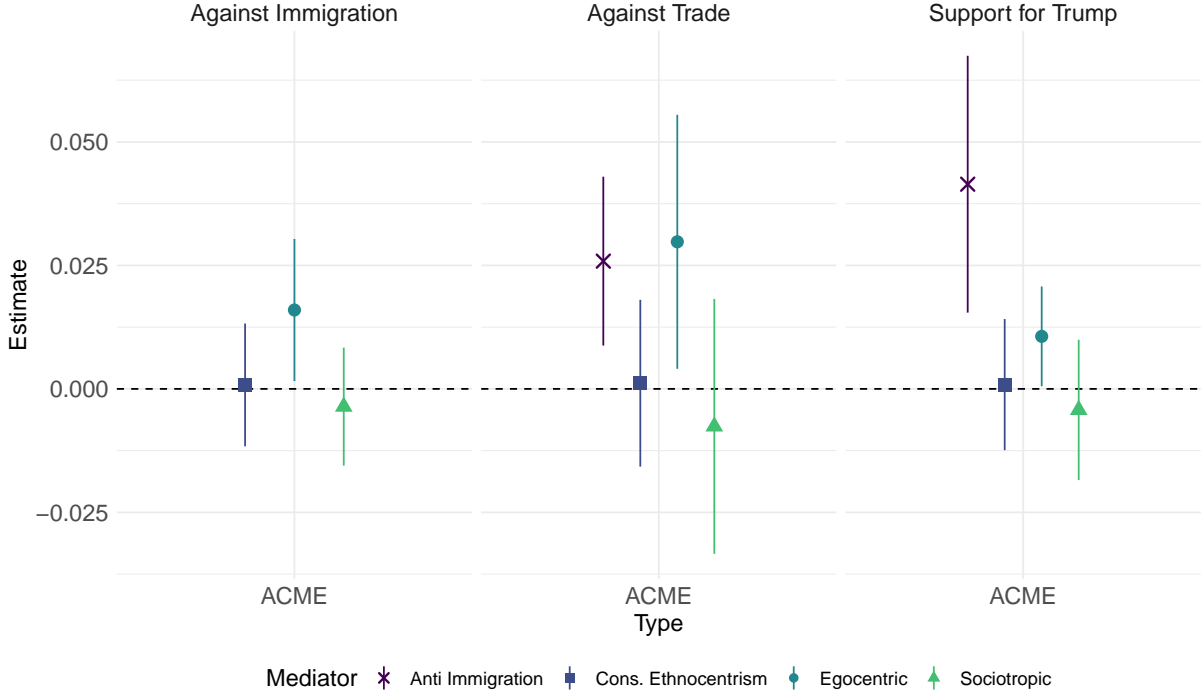 Against Immigration
Against Trade
Support for Trump
Estimate
0.050
0.025
0.000
−0.025
ACME
ACME
ACME
Type
Mediator
Anti Immigration
Cons. Ethnocentrism
Egocentric
Sociotropic